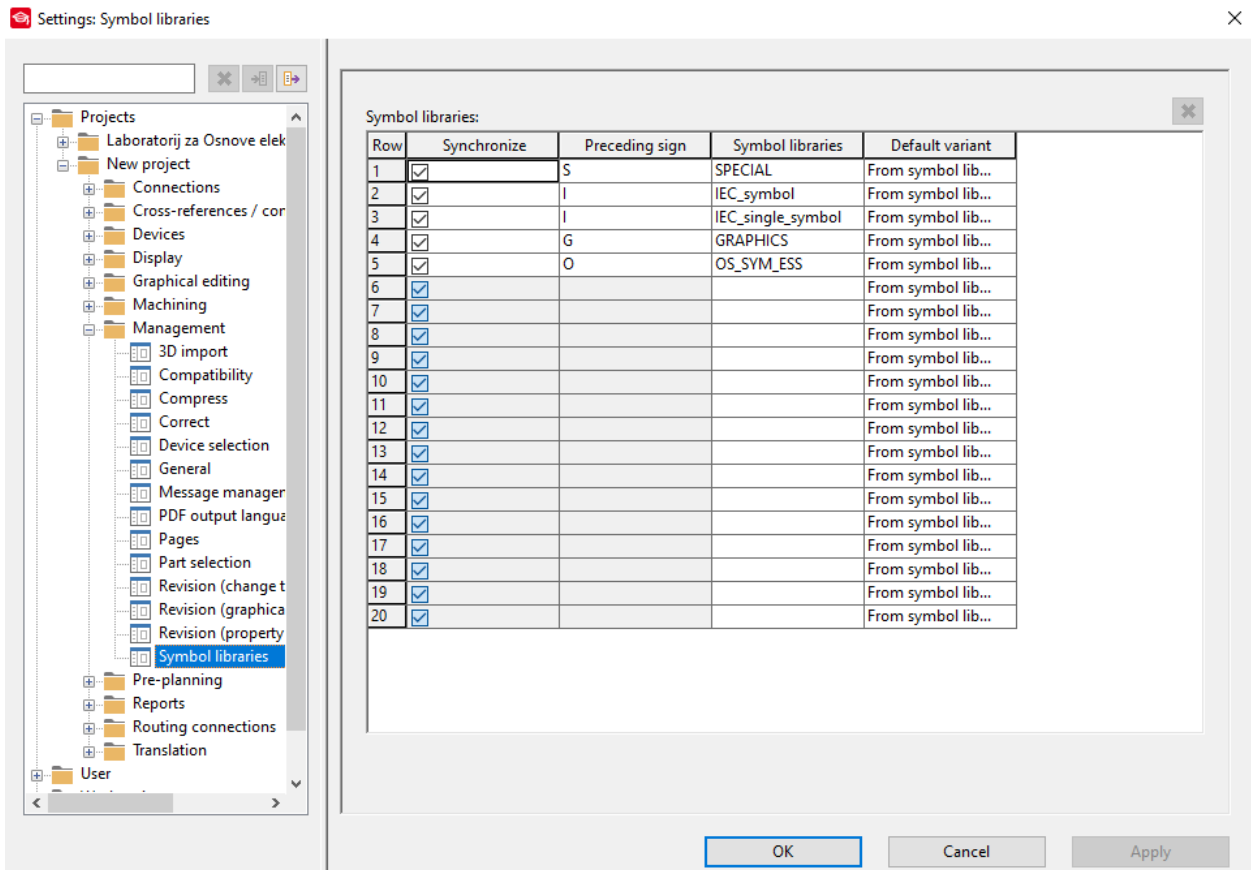 Settings: Symbol libraries
Projects
Laboratorij za Osnove elek
New project
Connections
Cross-references / con
Devices
Display
Graphical editing
Machining
Management
3D import
Compatibility
Compress
Correct
Device selection
General
Message manager
PDF output langua
Pages
Part selection
Revision (change t
Revision (graphica
Revision (property
Symbol libraries
Pre-planning
Reports
Routing connections
Translation
User
Symbol libraries:
Row Synchronize Preceding sign Symbol libraries Default variant
1 S SPECIAL From symbol lib...
2 I IEC_symbol From symbol lib...
3 I IEC_single_symbol From symbol lib...
4 G GRAPHICS From symbol lib...
5 O OS_SYM_ESS From symbol lib...
6 From symbol lib...
7 From symbol lib...
8 From symbol lib...
9 From symbol lib...
10 From symbol lib...
11 From symbol lib...
12 From symbol lib...
13 From symbol lib...
14 From symbol lib...
15 From symbol lib...
16 From symbol lib...
17 From symbol lib...
18 From symbol lib...
19 From symbol lib...
20 From symbol lib...
OK Cancel Apply